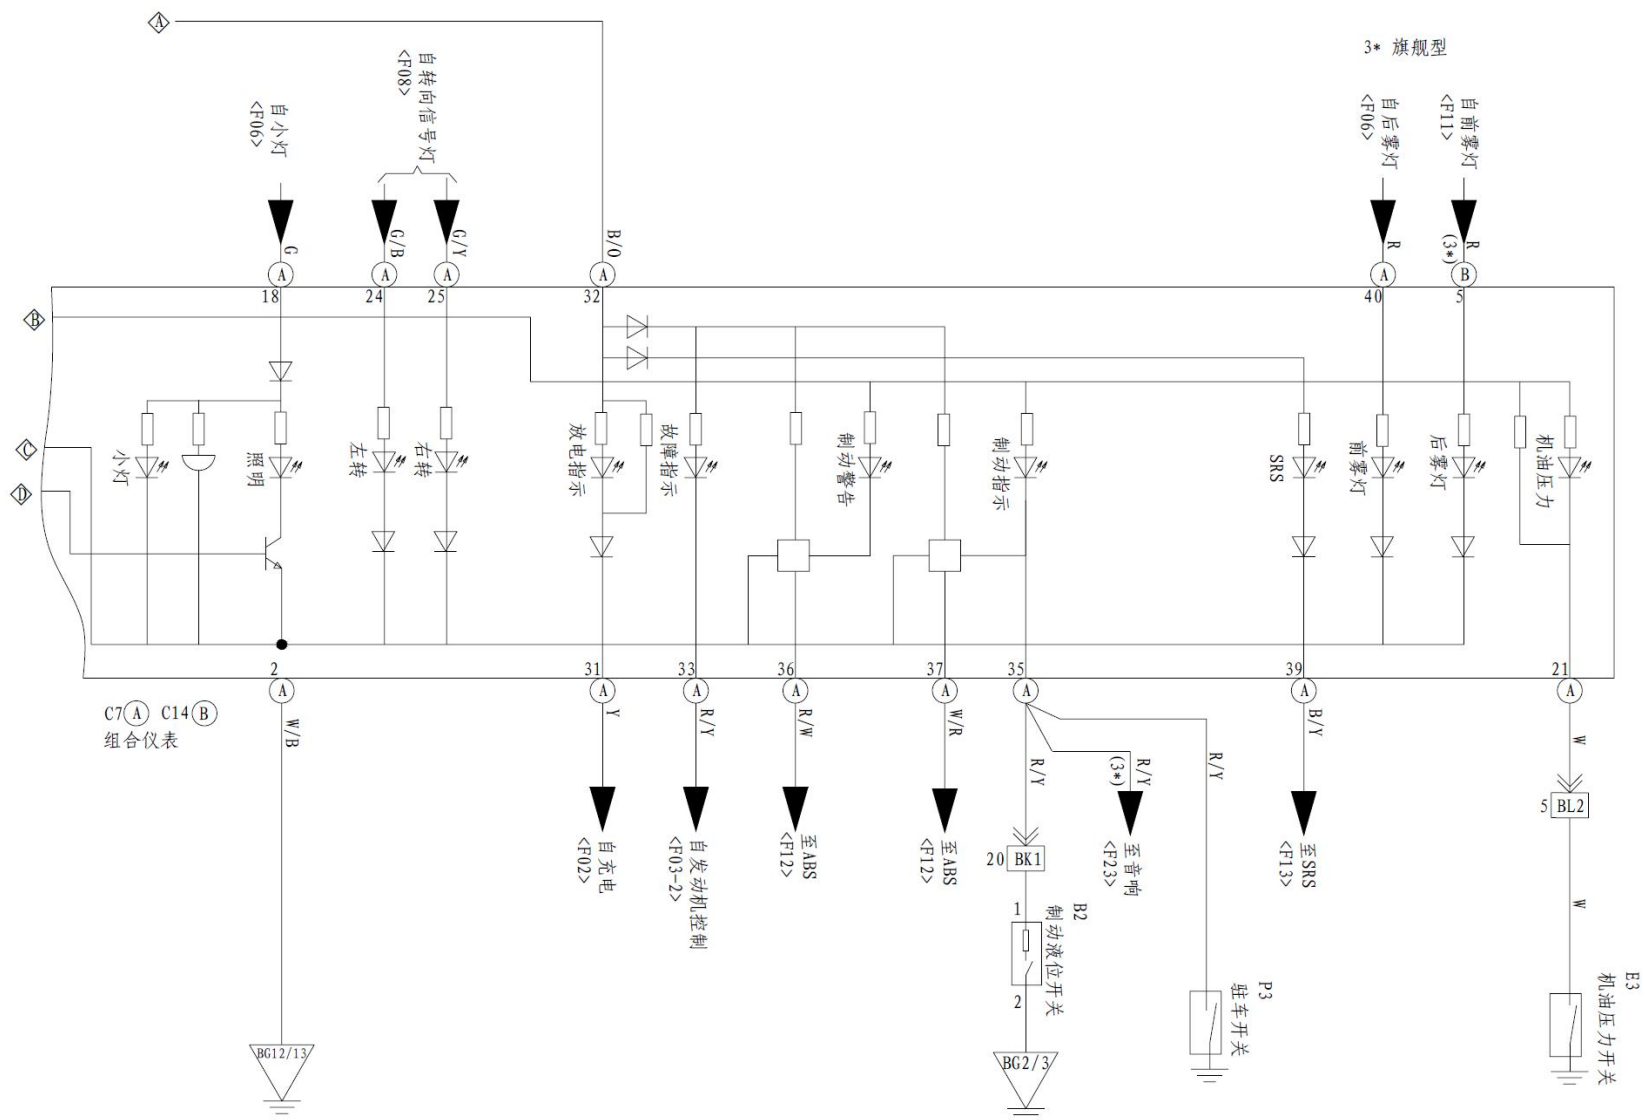 A
3* 旗舰型
自小灯
<F06>
自转向信号灯
<F08>
自后雾灯
<F06>
自前雾灯
<F11>
G
G/B
G/Y
B/O
R
R
(3*)
A
A
A
A
A
B
18
24
25
32
40
5
B
C
D
小灯
照明
左转
右转
放电指示
故障指示
制动警告
制动指示
SRS
前雾灯
后雾灯
机油压力
2
31
33
36
37
35
39
21
A
A
A
A
A
A
A
A
C7 A C14 B
组合仪表
W/B
Y
R/Y
R/W
W/R
R/Y
R/Y
(3*)
R/Y
B/Y
W
5 BL2
自充电
<F02>
自发动机控制
<F03-2>
至ABS
<F12>
至ABS
<F12>
20 BK1
至音响
<F23>
至SRS
<F13>
W
1
2
B2
制动液位开关
P3
驻车开关
E3
机油压力开关
BG12/13
BG2/3